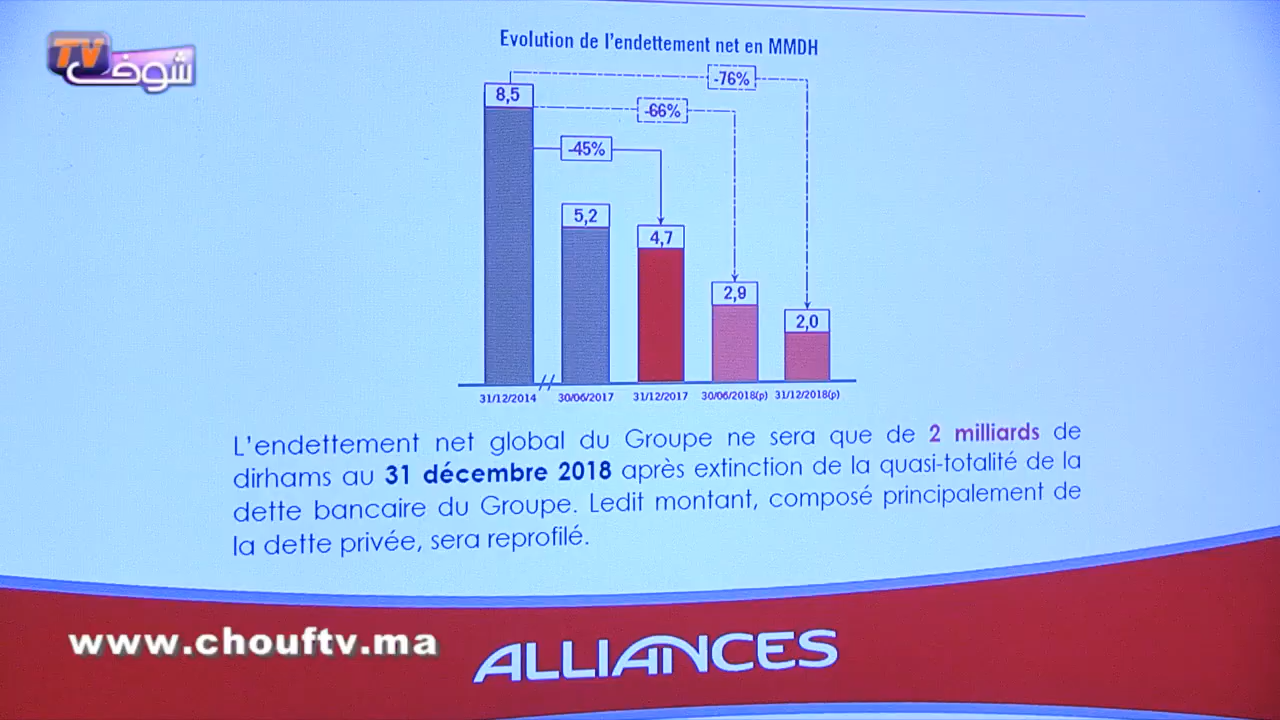 TV
شوف
Evolution de l'endettement net en MMDH
-76%
8,5
-66%
-45%
5,2
4,7
2,9
2,0
31/12/2014
30/06/2017
31/12/2017
30/06/2018(p)
31/12/2018(p)
L'endettement net global du Groupe ne sera que de 2 milliards de
dirhams au 31 décembre 2018 après extinction de la quasi-totalité de la
dette bancaire du Groupe. Ledit montant, composé principalement de
la dette privée, sera reprofilé.
www.chouftv.ma
ALLIANCES